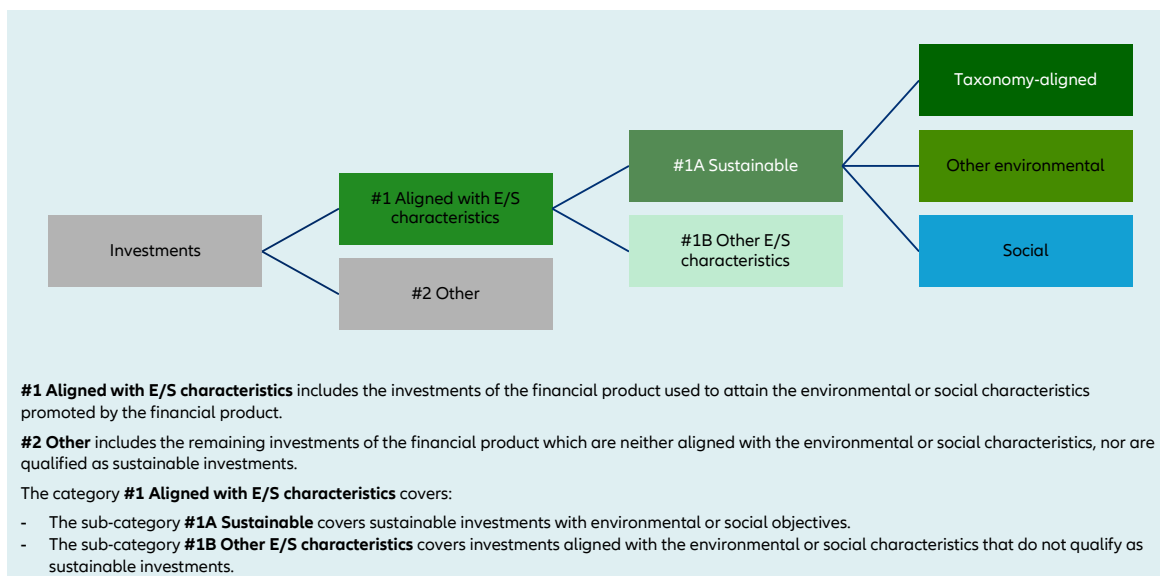 Taxonomy-aligned
#1A Sustainable
Other environmental
#1 Aligned with E/S
characteristics
#1B Other E/S
characteristics
Investments
Social
#2 Other
#1 Aligned with E/S characteristics includes the investments of the financial product used to attain the environmental or social characteristics
promoted by the financial product.
#2 Other includes the remaining investments of the financial product which are neither aligned with the environmental or social characteristics, nor are
qualified as sustainable investments.
The category #1 Aligned with E/S characteristics covers:
- The sub-category #1A Sustainable covers sustainable investments with environmental or social objectives.
- The sub-category #1B Other E/S characteristics covers investments aligned with the environmental or social characteristics that do not qualify as
sustainable investments.